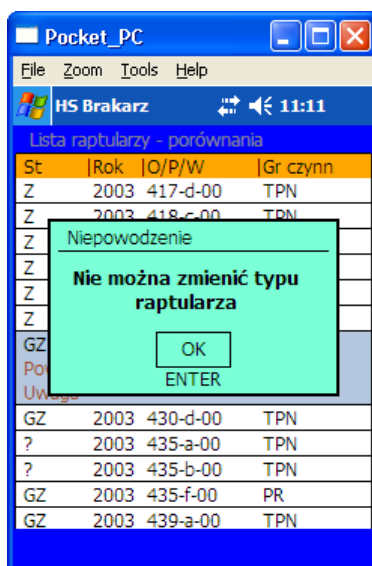 Pocket_PC
File Zoom Tools Help
HS Brakarz 11:11
Lista raptularzy - porównania
St |Rok |O/P/W |Gr czynn
Z 2003 417-d-00 TPN
Z 2003 418-c-00 TPN
Z
Z
Z
Z
GZ
Uwaga
Niepowodzenie
Nie można zmienić typu
raptularza
OK
ENTER
GZ 2003 430-d-00 TPN
? 2003 435-a-00 TPN
? 2003 435-b-00 TPN
GZ 2003 435-f-00 PR
GZ 2003 439-a-00 TPN